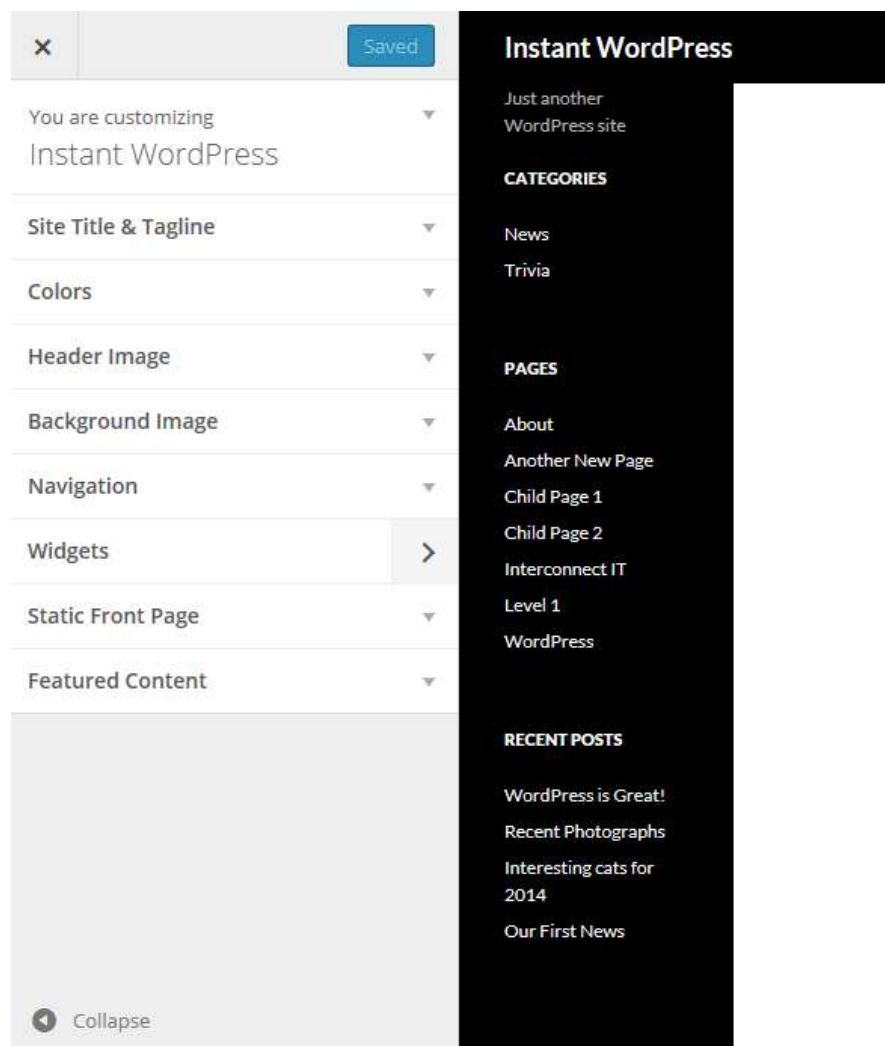 Saved
You are customizing
Instant WordPress
Site Title & Tagline
Colors
Header Image
Background Image
Navigation
Widgets
Static Front Page
Featured Content
Collapse
Instant WordPress
Just another
WordPress site
CATEGORIES
News
Trivia
PAGES
About
Another New Page
Child Page 1
Child Page 2
Interconnect IT
Level 1
WordPress
RECENT POSTS
WordPress is Great!
Recent Photographs
Interesting cats for
2014
Our First News